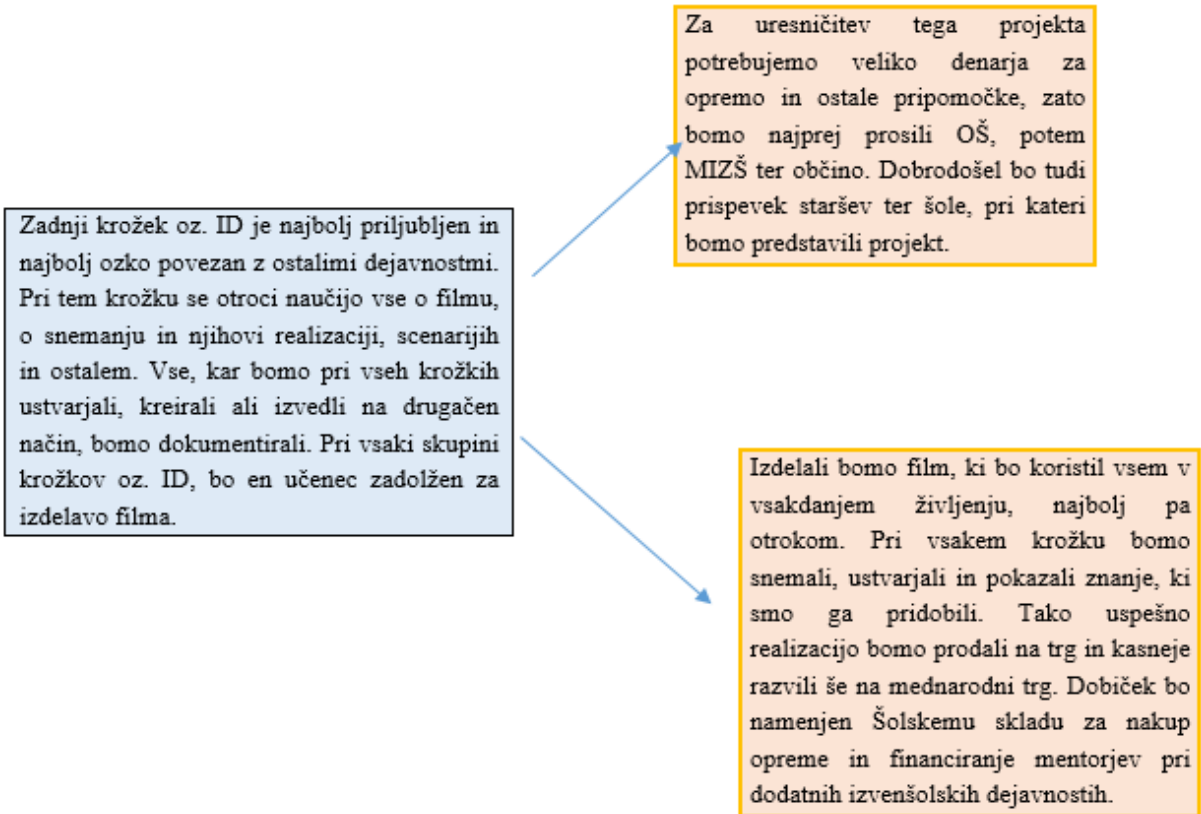 Za uresničitev tega projekta
potrebujemo veliko denarja za
opremo in ostale pripomočke, zato
bomo najprej prosili OŠ, potem
MIZŠ ter občino. Dobrodošel bo tudi
prispevek staršev ter šole, pri kateri
bomo predstavili projekt.
Zadnji krožek oz. ID je najbolj priljubljen in
najbolj ozko povezan z ostalimi dejavnostmi.
Pri tem krožku se otroci naučijo vse o filmu,
o snemanju in njihovi realizaciji, scenarijih
in ostalem. Vse, kar bomo pri vseh krožkih
ustvarjali, kreirali ali izvedli na drugačen
način, bomo dokumentirali. Pri vsaki skupini
krožkov oz. ID, bo en učenec zadolžen za
izdelavo filma.
Izdelali bomo film, ki bo koristil vsem v
vsakdanjem življenju, najbolj pa
otrokom. Pri vsakem krožku bomo
snemali, ustvarjali in pokazali znanje, ki
smo ga pridobili. Tako uspešno
realizacijo bomo prodali na trg in kasneje
razvili še na mednarodni trg. Dobiček bo
namenjen Šolskemu skladu za nakup
opreme in financiranje mentorjev pri
dodatnih izvenšolskih dejavnostih.